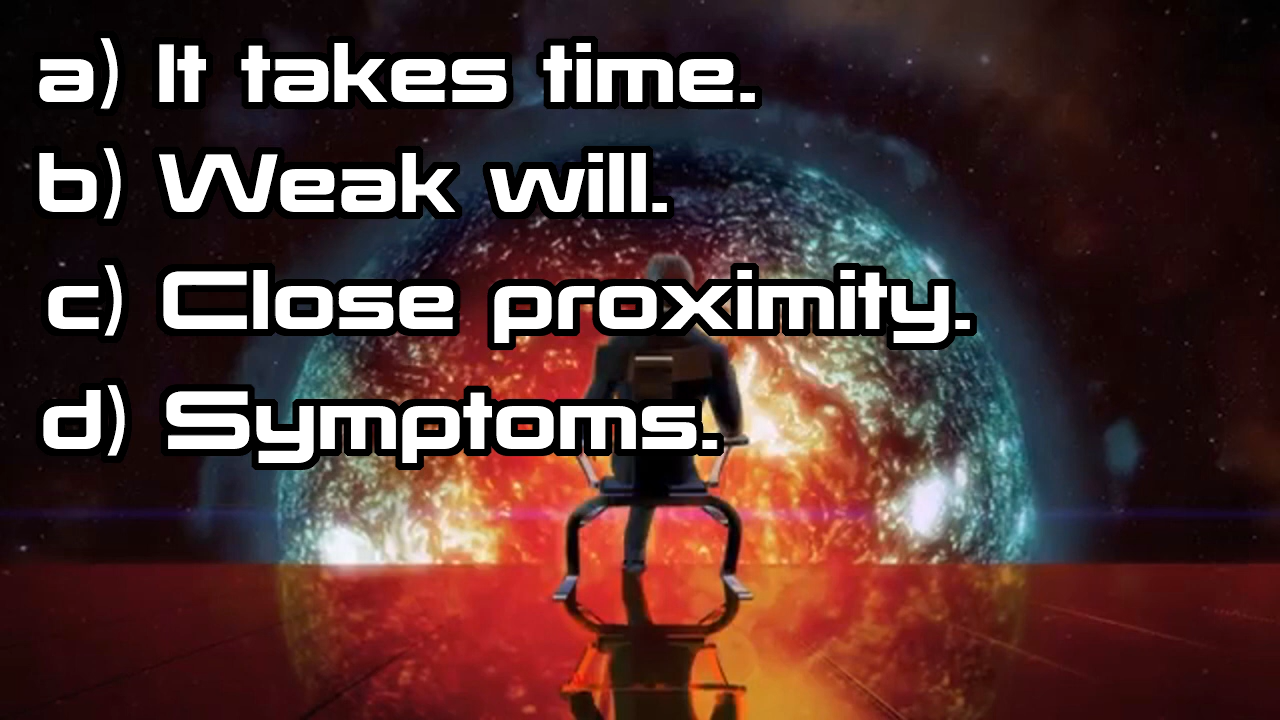 a) It takes time.
b) Weak will.
c) Close proximity.
d) Symptoms.